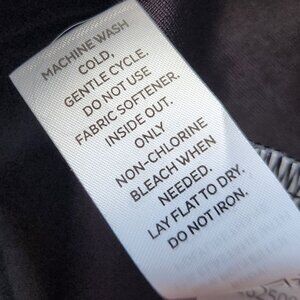 MACHINE WASH
COLD,
GENTLE CYCLE.
DO NOT USE
FABRIC SOFTENER.
INSIDE OUT.
ONLY
NON-CHLORINE
BLEACH WHEN
NEEDED.
LAY FLAT TO DRY.
DO NOT IRON.